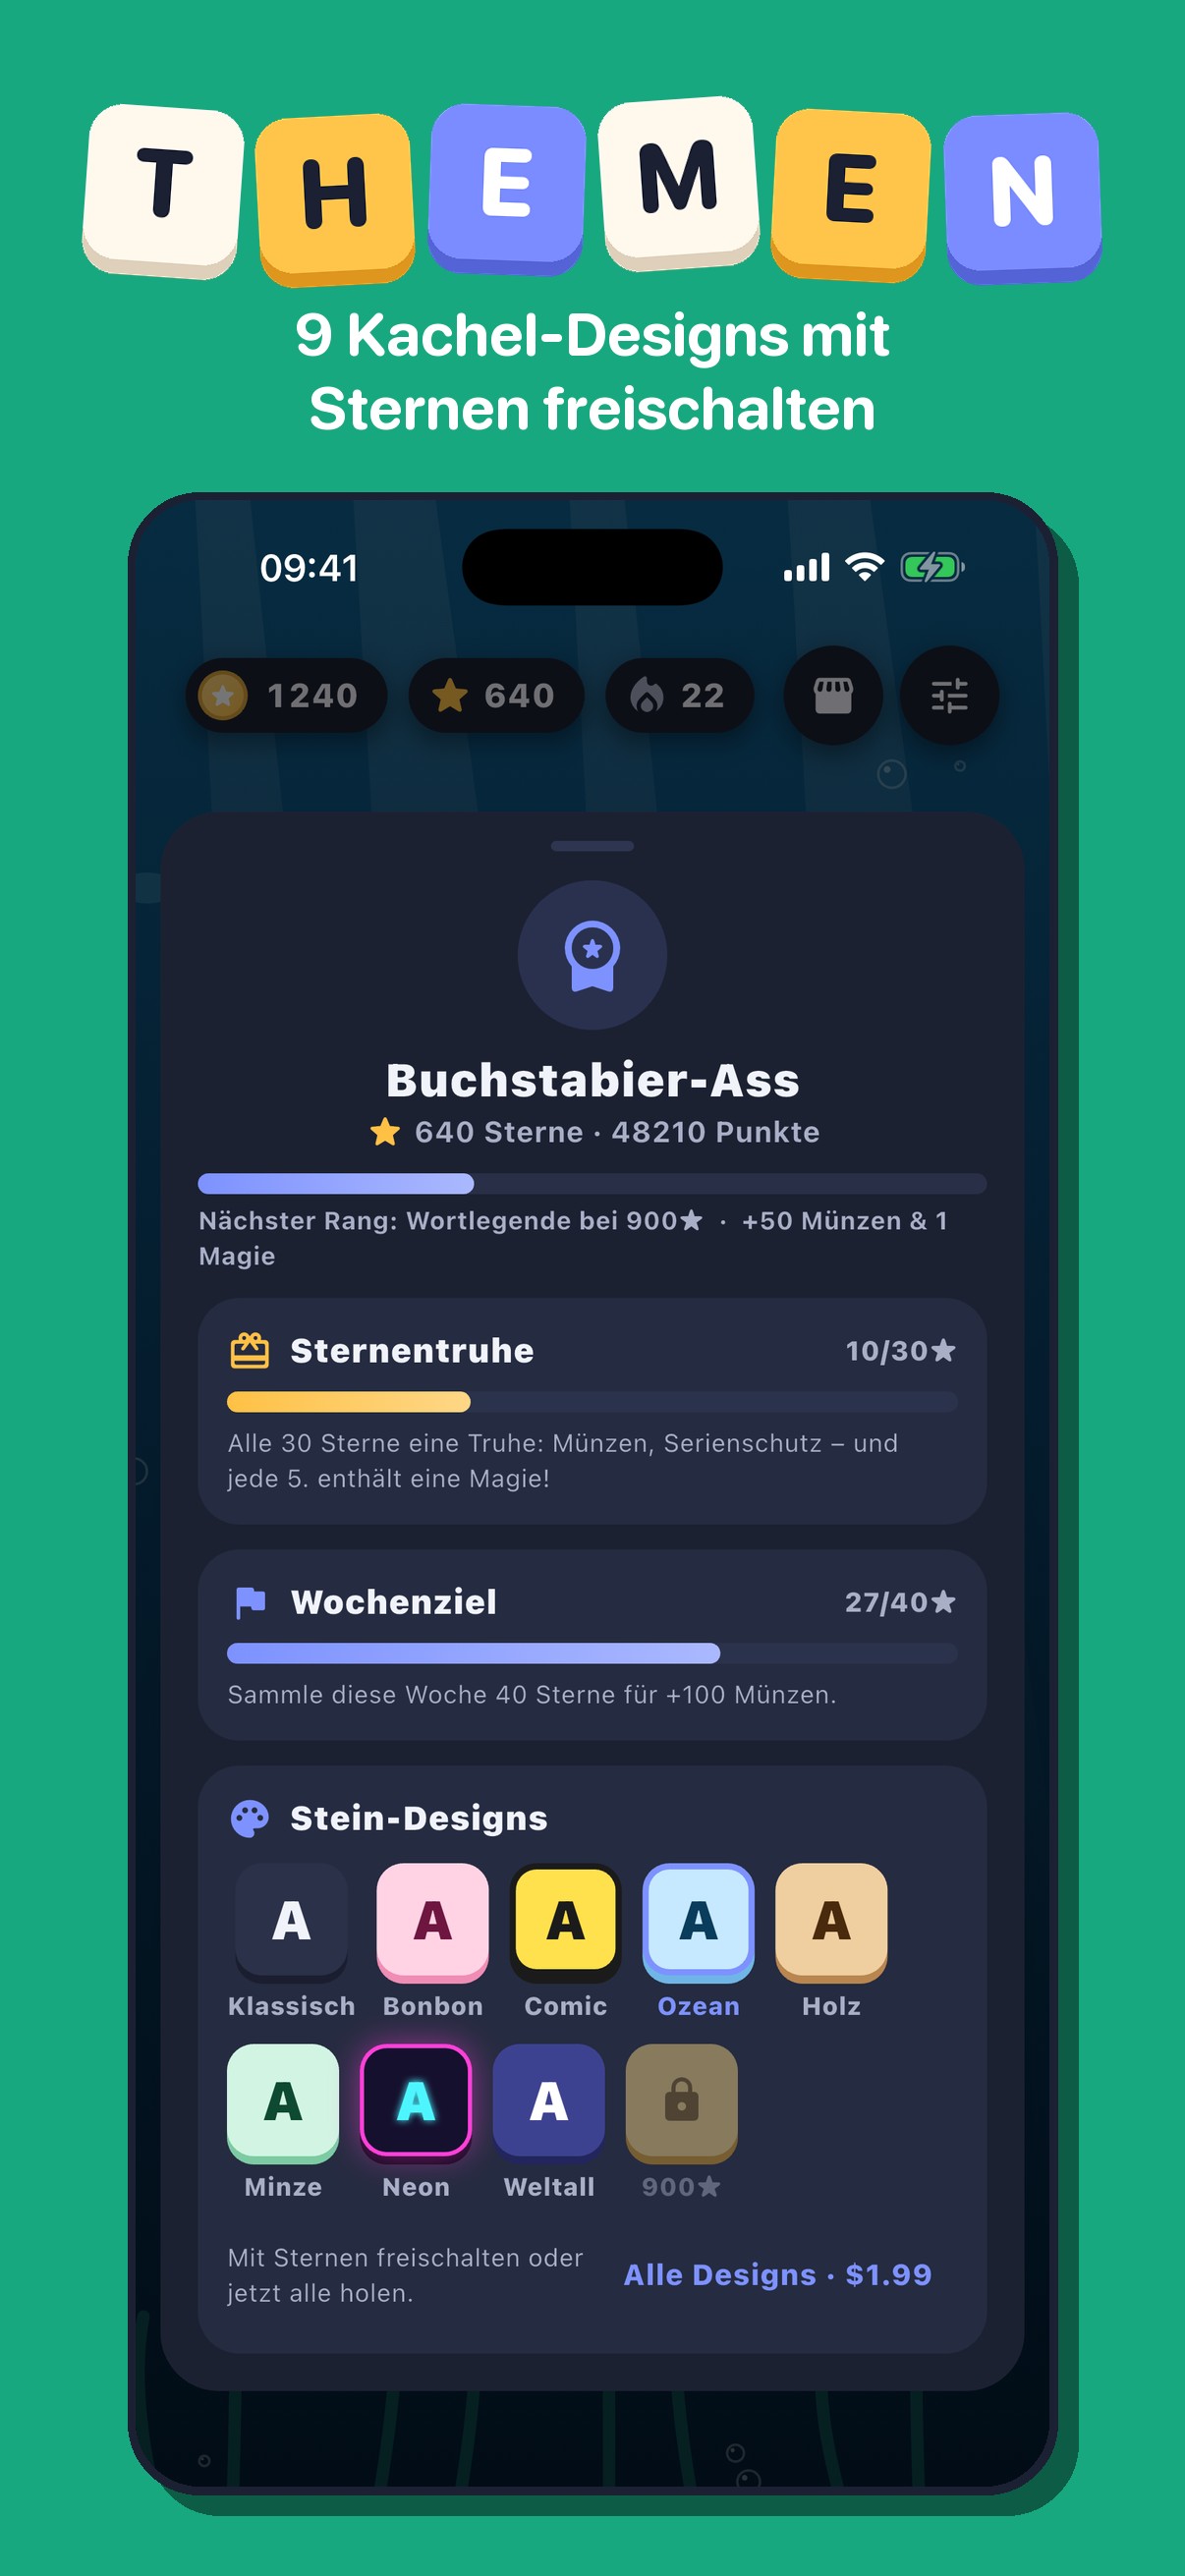 THEMEN
9 Kachel-Designs mit
Sternen freischalten
09:41
1240 640 22
Buchstabier-Ass
640 Sterne · 48210 Punkte
Nächster Rang: Wortlegende bei 900★ · +50 Münzen & 1
Magie
Sternentruhe 10/30★
Alle 30 Sterne eine Truhe: Münzen, Serienschutz – und
jede 5. enthält eine Magie!
Wochenziel 27/40★
Sammle diese Woche 40 Sterne für +100 Münzen.
Stein-Designs
A A A A A
Klassisch Bonbon Comic Ozean Holz
A A A
Minze Neon Weltall 900★
Mit Sternen freischalten oder
jetzt alle holen.
Alle Designs · $1.99